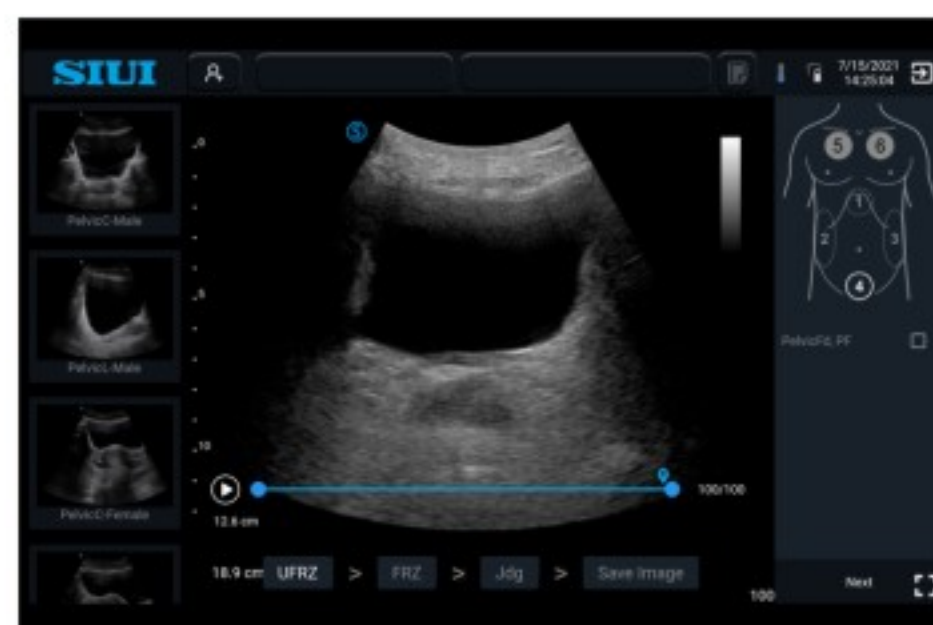 SIUI
7/15/2021
14:25:04
PelvicC-Male
PelvicL-Male
PelvicC-Female
S
0
5
10
5
6
1
2
3
4
PelvicFd, PF
100/100
12.6 cm
18.9 cm
UFRZ
>
FRZ
>
Jdg
>
Save Image
100
Next